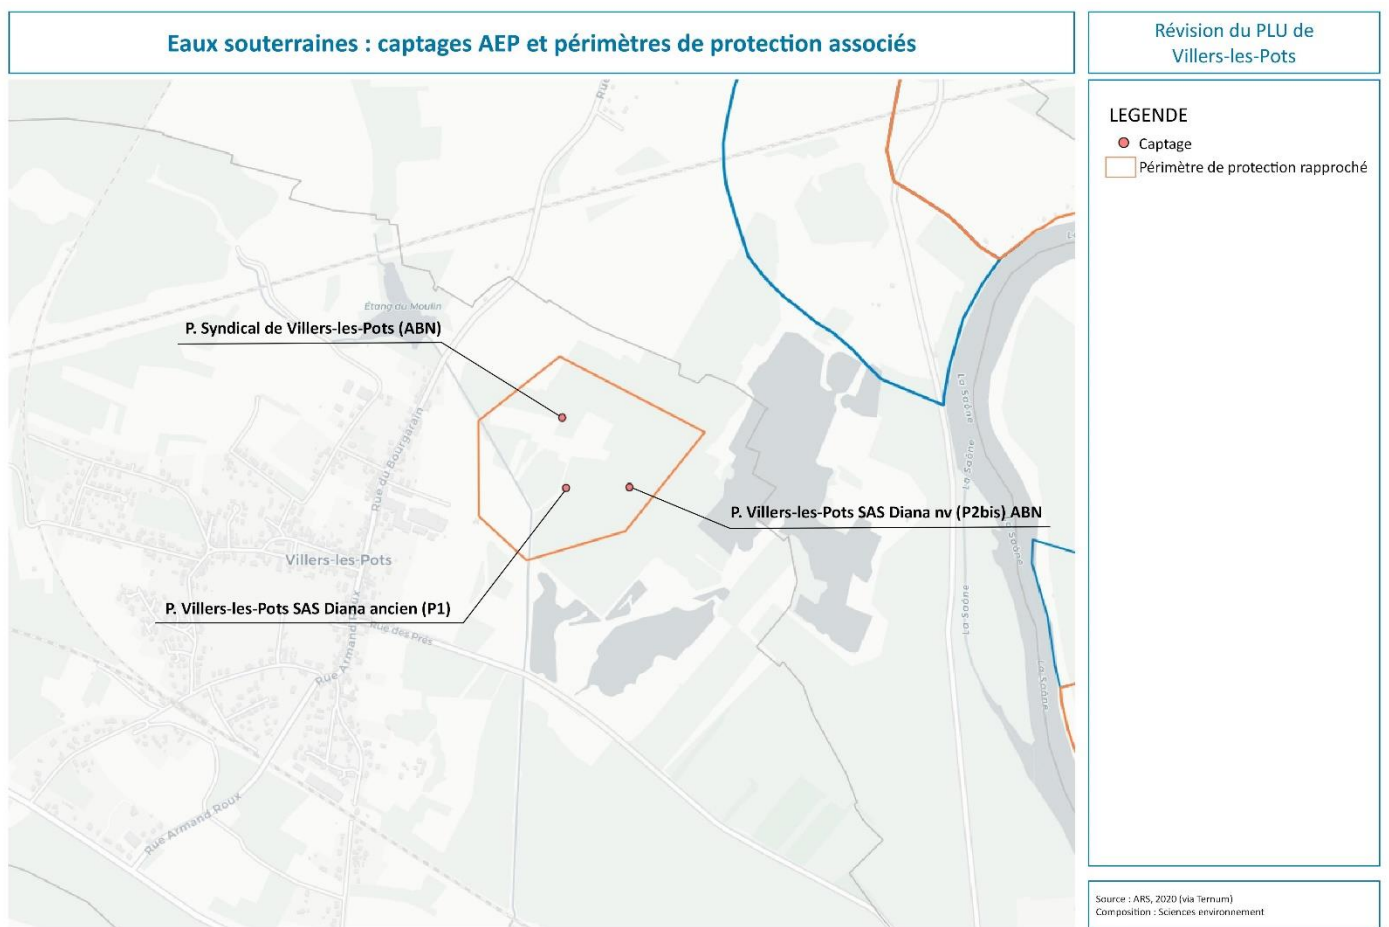 Eaux souterraines : captages AEP et périmètres de protection associés
Révision du PLU de
Villers-les-Pots
LEGENDE
Captage
Périmètre de protection rapproché
Rue
Étang du Moulin
P. Syndical de Villers-les-Pots (ABN)
Rue du Bourgarain
La Saône
La Saône
P. Villers-les-Pots SAS Diana nv (P2bis) ABN
La Saône
Villers-les-Pots
P. Villers-les-Pots SAS Diana ancien (P1)
La Saône
Rue des Prés
Rue Armand Roux
La Saône
Rue Armand Roux
Source : ARS, 2020 (via Ternum)
Composition : Sciences environnement